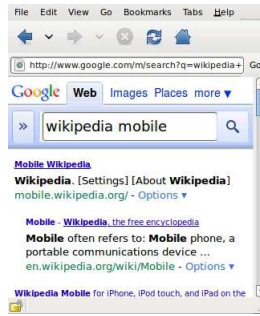 File Edit View Go Bookmarks Tabs Help
http://www.google.com/m/search?q=wikipedia+ Go
Google Web Images Places more ▼
» wikipedia mobile
Mobile Wikipedia.
Wikipedia. [Settings] [About Wikipedia]
mobile.wikipedia.org/ - Options ▼
Mobile - Wikipedia, the free encyclopedia
Mobile often refers to: Mobile phone, a
portable communications device ...
en.wikipedia.org/wiki/Mobile - Options ▼
Wikipedia Mobile for iPhone, iPod touch, and iPad on the